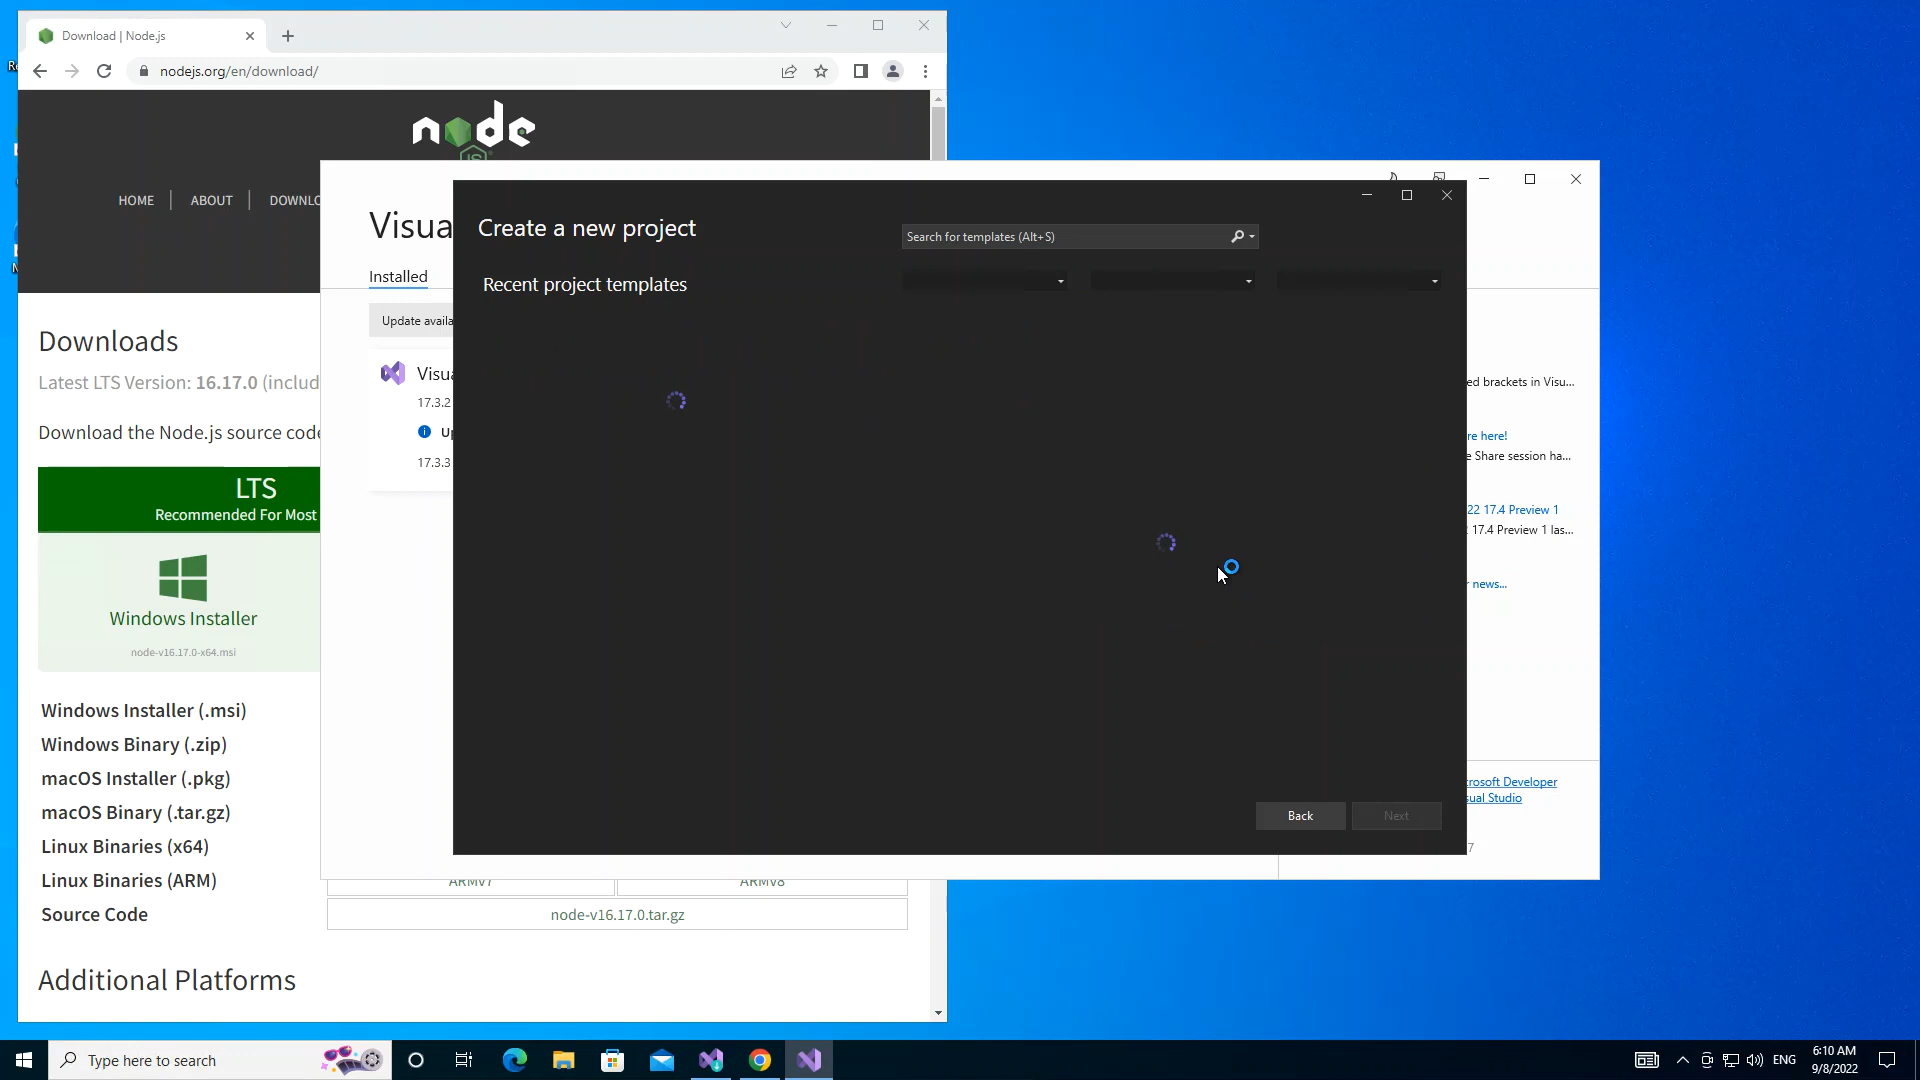 Download | Node.js
nodejs.org/en/download/
node
JS
HOME
ABOUT
Visua
Installed
Update availa
Visua
17.3.2
17.3.3
Create a new project
Search for templates (Alt+S)
Recent project templates
Back
Next
ed brackets in Visu...
re here!
e Share session ha...
22 17.4 Preview 1
17.4 Preview 1 las...
news...
crosoft Developer
sual Studio
7
Downloads
Latest LTS Version: 16.17.0 (includ
Download the Node.js source code
LTS
Recommended For Most
Windows Installer
node-v16.17.0-x64.msi
Windows Installer (.msi)
Windows Binary (.zip)
macOS Installer (.pkg)
macOS Binary (.tar.gz)
Linux Binaries (x64)
Linux Binaries (ARM)
Source Code
ARMv7
ARMv8
node-v16.17.0.tar.gz
Additional Platforms
Type here to search
ENG
6:10 AM
9/8/2022